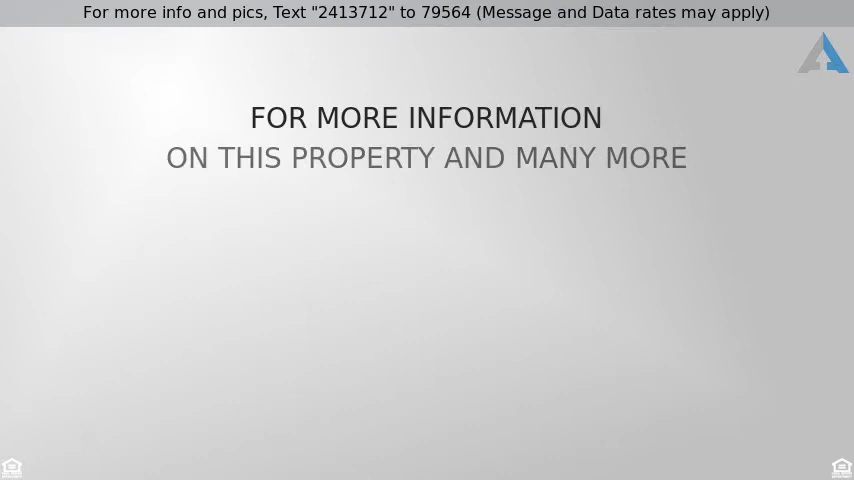 For more info and pics, Text "2413712" to 79564 (Message and Data rates may apply)
FOR MORE INFORMATION
ON THIS PROPERTY AND MANY MORE